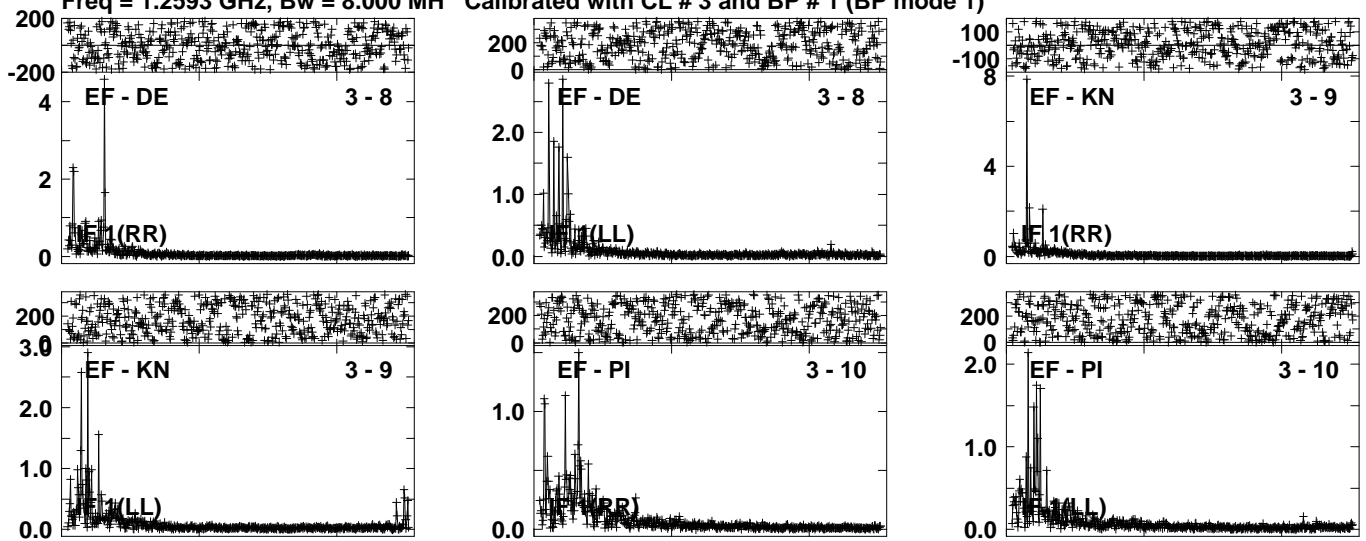 Freq = 1.2593 GHz, Bw = 8.000 MH Calibrated with CL # 3 and BP # 1 (BP mode 1)
200
-200
EF - DE 3 - 8
4
2
0
IF 1(RR)
200
0
EF - DE 3 - 8
2.0
1.0
0.0
IF 1(LL)
100
-100
EF - KN 3 - 9
8
4
0
IF 1(RR)
200
0
EF - KN 3 - 9
3.0
2.0
1.0
0.0
IF 1(LL)
200
0
EF - PI 3 - 10
1.0
0.0
IF 1(RR)
200
0
EF - PI 3 - 10
2.0
1.0
0.0
IF 1(LL)